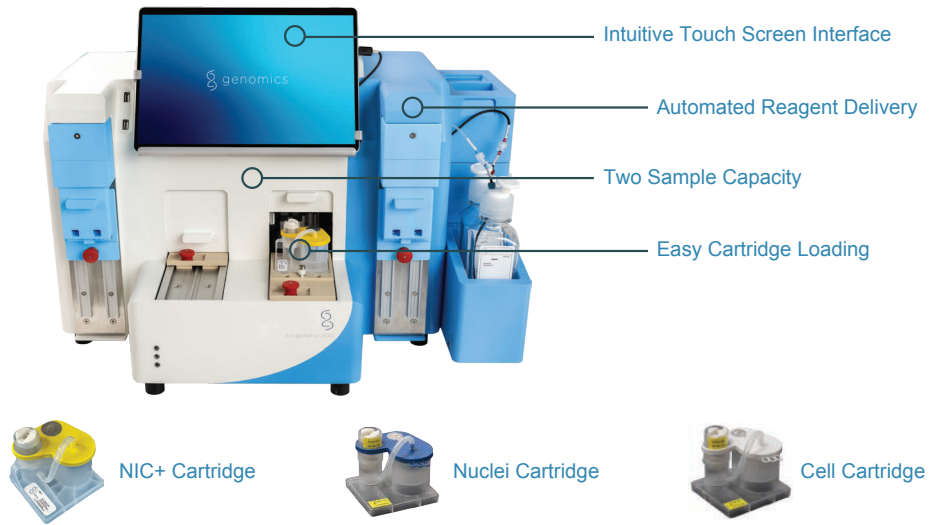 Intuitive Touch Screen Interface
genomics
Automated Reagent Delivery
Two Sample Capacity
Easy Cartridge Loading
NIC+ Cartridge
Nuclei Cartridge
Cell Cartridge